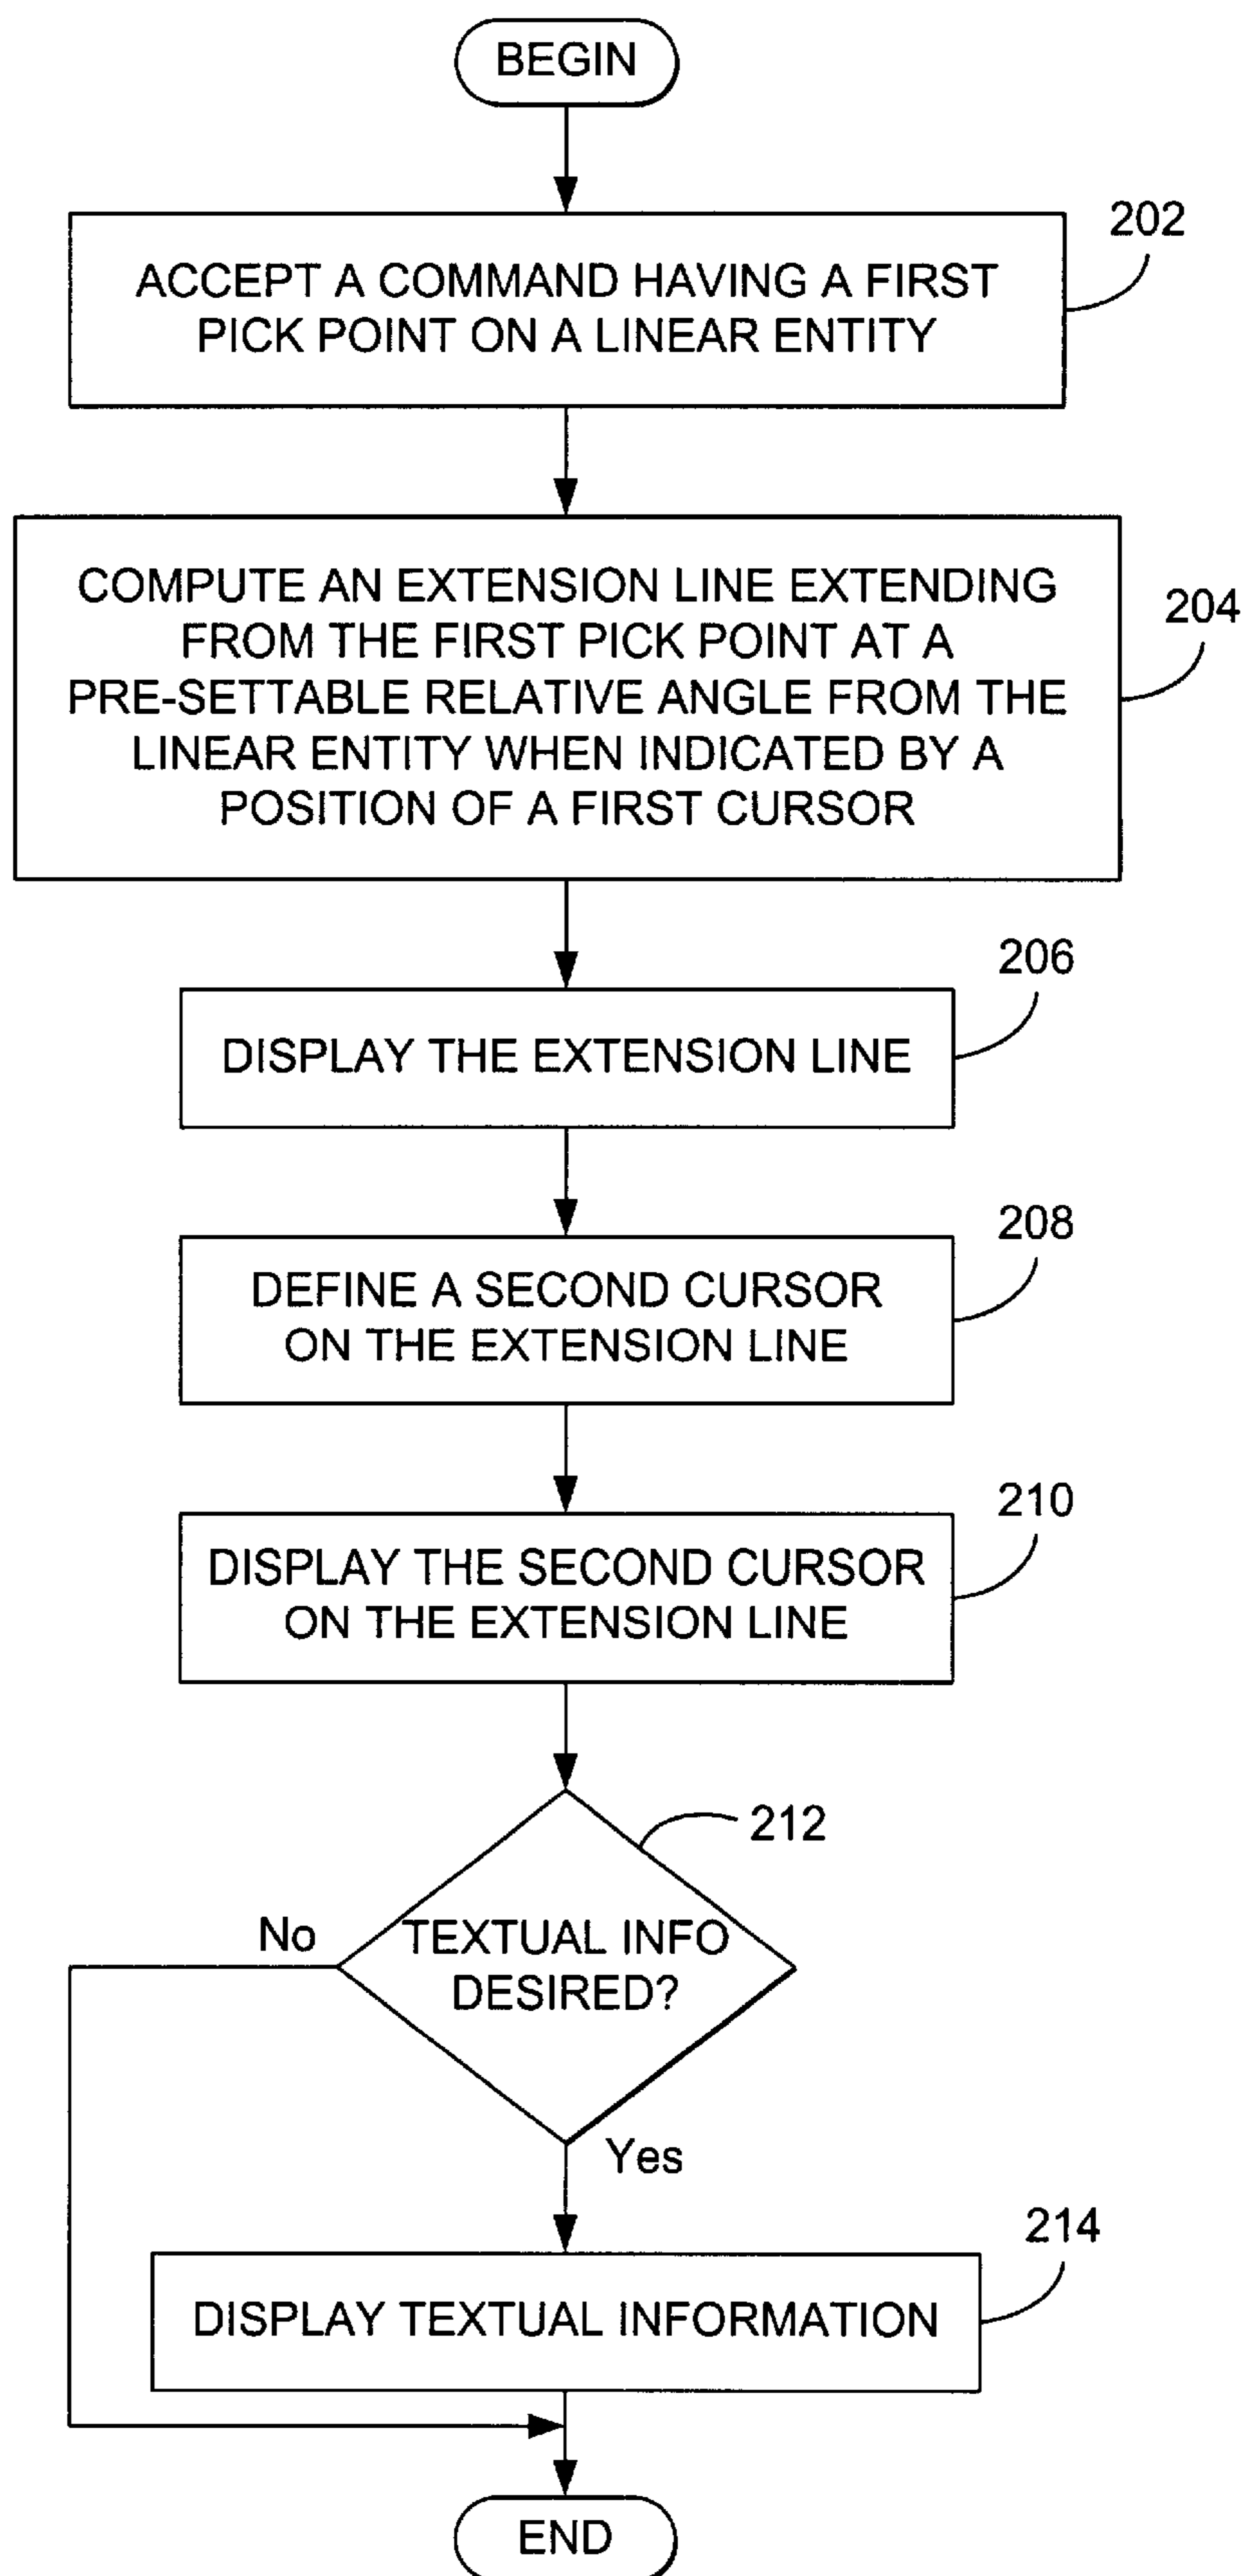 BEGIN
202
ACCEPT A COMMAND HAVING A FIRST
PICK POINT ON A LINEAR ENTITY
204
COMPUTE AN EXTENSION LINE EXTENDING
FROM THE FIRST PICK POINT AT A
PRE-SETTABLE RELATIVE ANGLE FROM THE
LINEAR ENTITY WHEN INDICATED BY A
POSITION OF A FIRST CURSOR
206
DISPLAY THE EXTENSION LINE
208
DEFINE A SECOND CURSOR
ON THE EXTENSION LINE
210
DISPLAY THE SECOND CURSOR
ON THE EXTENSION LINE
212
No
TEXTUAL INFO
DESIRED?
Yes
214
DISPLAY TEXTUAL INFORMATION
END